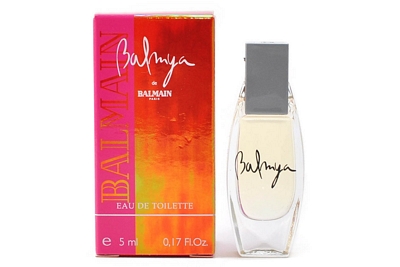 BALMAIN
Balmya
de
BALMAIN
PARIS
EAU DE TOILETTE
e 5 ml 0,17 Fl.Oz.
Balmya